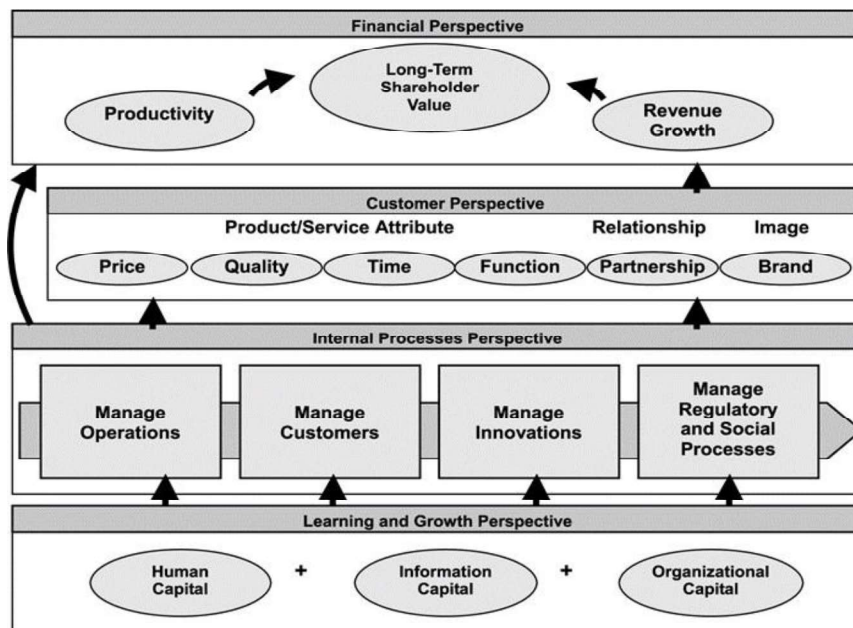 Financial Perspective
Long-Term
Shareholder
Value
Productivity
Revenue
Growth
Customer Perspective
Product/Service Attribute
Relationship
Image
Price
Quality
Time
Function
Partnership
Brand
Internal Processes Perspective
Manage
Operations
Manage
Customers
Manage
Innovations
Manage
Regulatory
and Social
Processes
Learning and Growth Perspective
Human
Capital
+
Information
Capital
+
Organizational
Capital